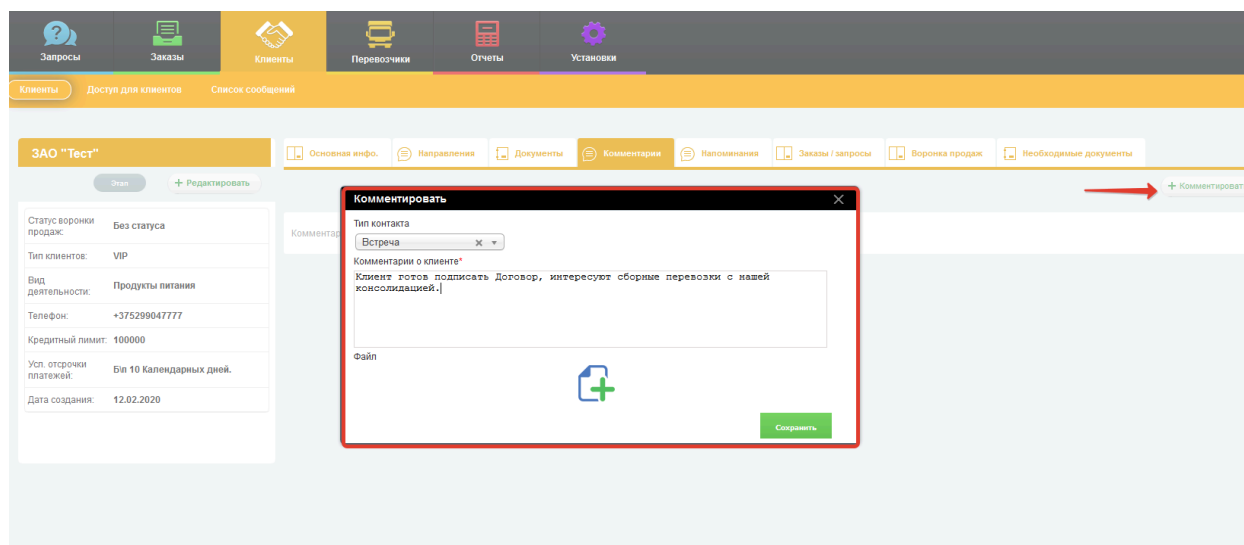 Запросы
Заказы
Клиенты
Перевозчики
Отчеты
Установки
Клиенты
Доступ для клиентов
Список сообщений
ЗАО "Тест"
Основная инфо.
Направления
Документы
Комментарии
Напоминания
Заказы / запросы
Воронка продаж
Необходимые документы
Этап
+ Редактировать
+ Комментироват
Статус воронки
продаж:
Без статуса
Тип клиентов:
VIP
Вид
деятельности:
Продукты питания
Телефон:
+375299047777
Кредитный лимит:
100000
Усл. отсрочки
платежей:
Б\п 10 Календарных дней.
Дата создания:
12.02.2020
Комментар
Комментировать
Тип контакта
Встреча
Комментарии о клиенте*
Клиент готов подписать Договор, интересуют сборные перевозки с нашей
консолидацией.
Файл
Сохранить